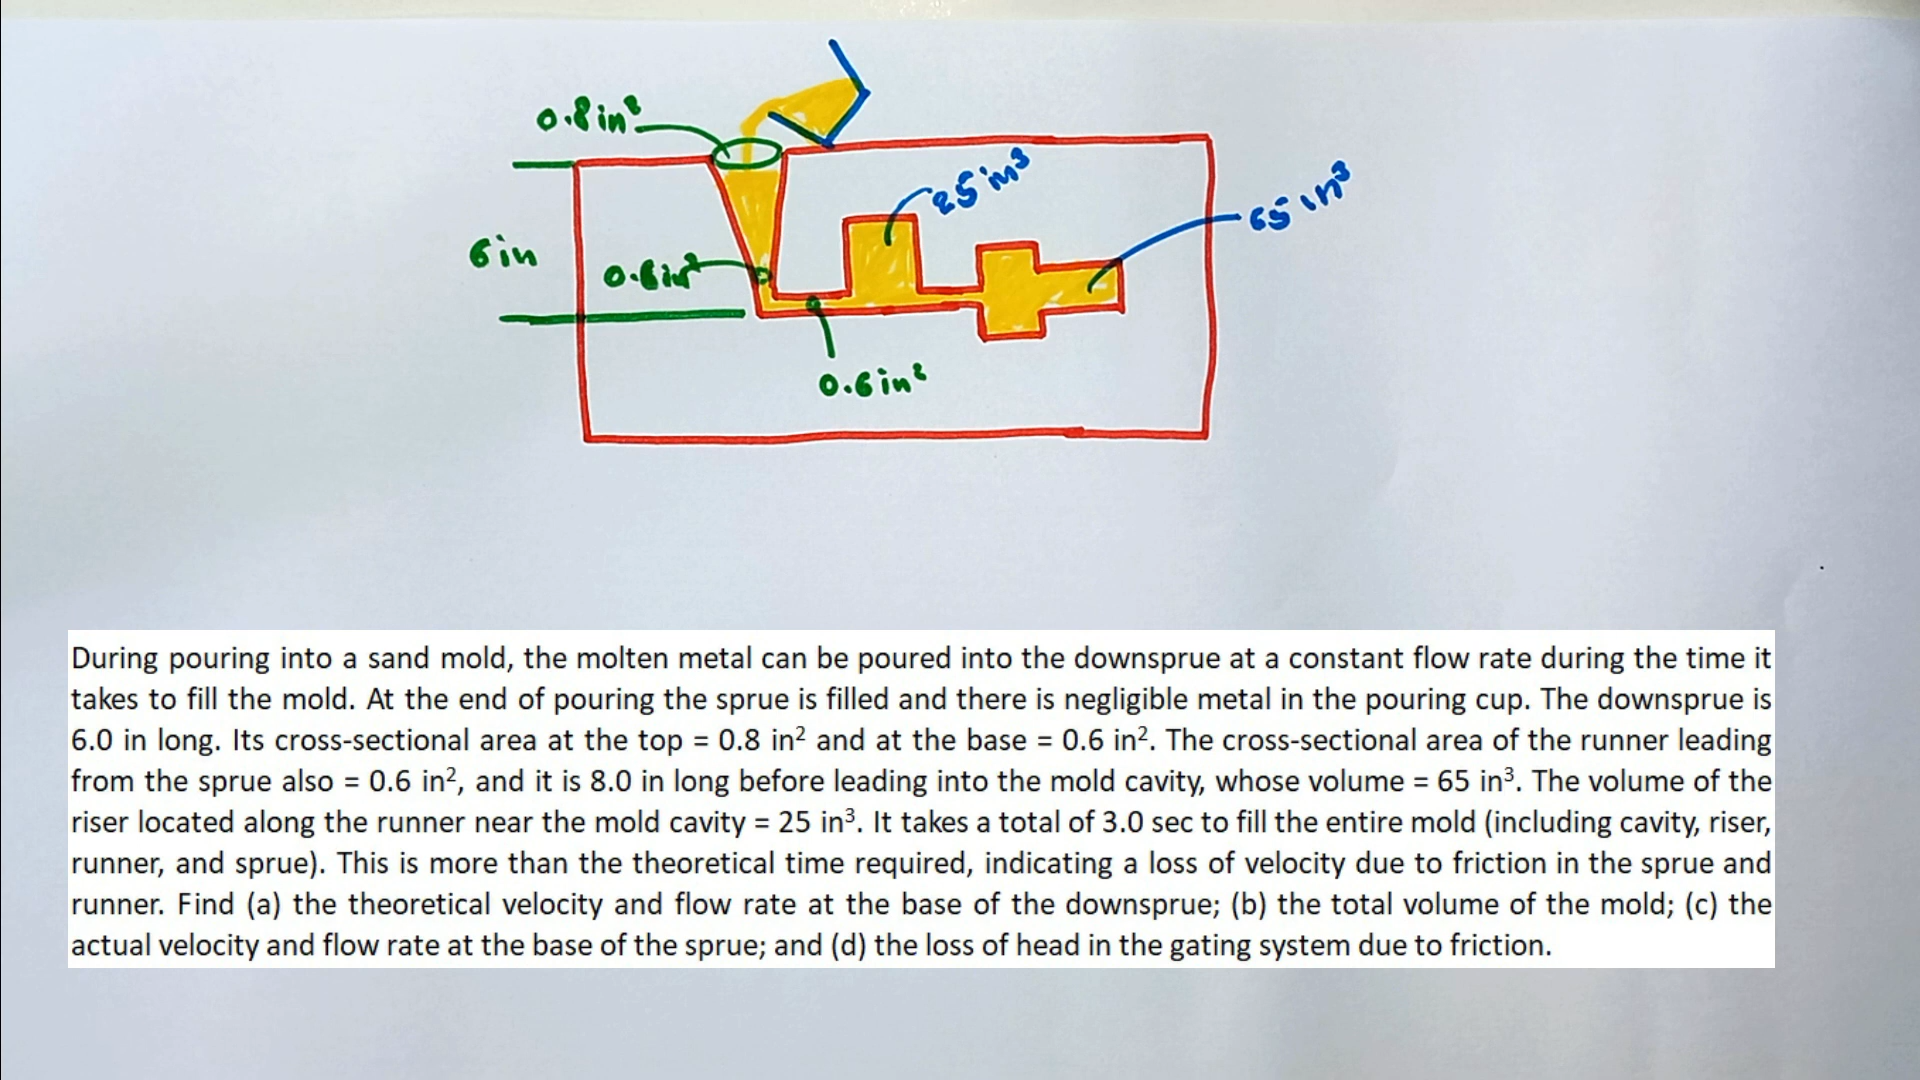 0.8in²
25 in³
65 in³
6in
0.6in²
0.6in²
During pouring into a sand mold, the molten metal can be poured into the downsprue at a constant flow rate during the time it
takes to fill the mold. At the end of pouring the sprue is filled and there is negligible metal in the pouring cup. The downsprue is
6.0 in long. Its cross-sectional area at the top = 0.8 in² and at the base = 0.6 in². The cross-sectional area of the runner leading
from the sprue also = 0.6 in², and it is 8.0 in long before leading into the mold cavity, whose volume = 65 in³. The volume of the
riser located along the runner near the mold cavity = 25 in³. It takes a total of 3.0 sec to fill the entire mold (including cavity, riser,
runner, and sprue). This is more than the theoretical time required, indicating a loss of velocity due to friction in the sprue and
runner. Find (a) the theoretical velocity and flow rate at the base of the downsprue; (b) the total volume of the mold; (c) the
actual velocity and flow rate at the base of the sprue; and (d) the loss of head in the gating system due to friction.